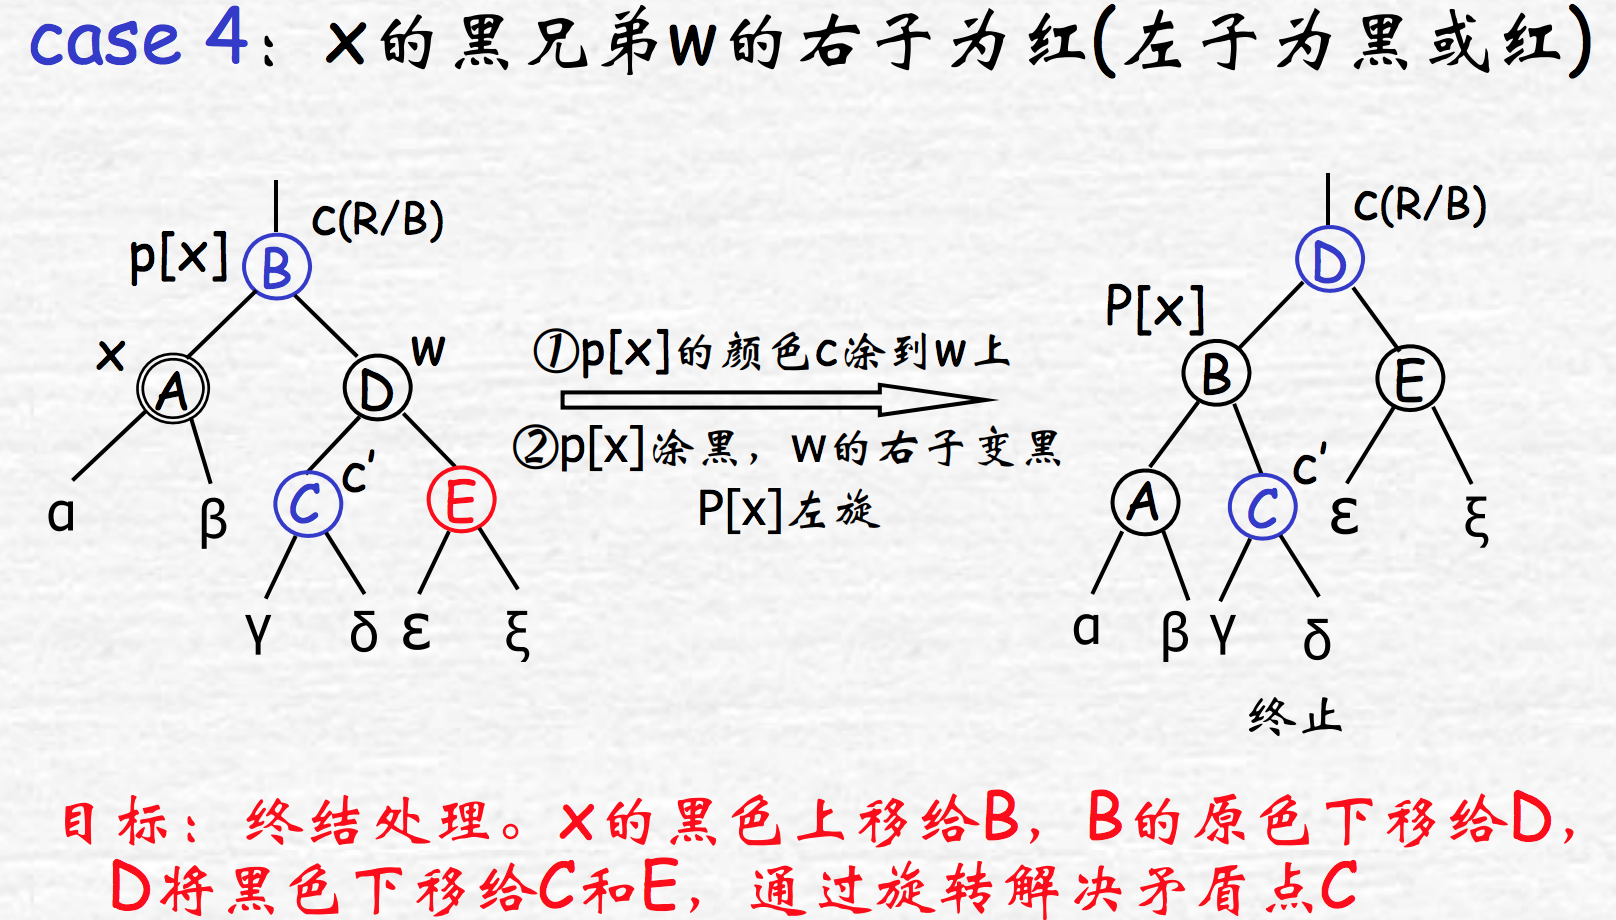 case 4：x的黑兄弟w的右子为红(左子为黑或红)
c(R/B)
p[x]
B
x
A
w
D
α
β
c'
C
E
γ
δ
ε
ξ
①p[x]的颜色c涂到w上
②p[x]涂黑，w的右子变黑
P[x]左旋
c(R/B)
D
P[x]
B
E
A
c'
C
ε
ξ
α
β
γ
δ
终止
目标：终结处理。x的黑色上移给B，B的原色下移给D，
D将黑色下移给C和E，通过旋转解决矛盾点C